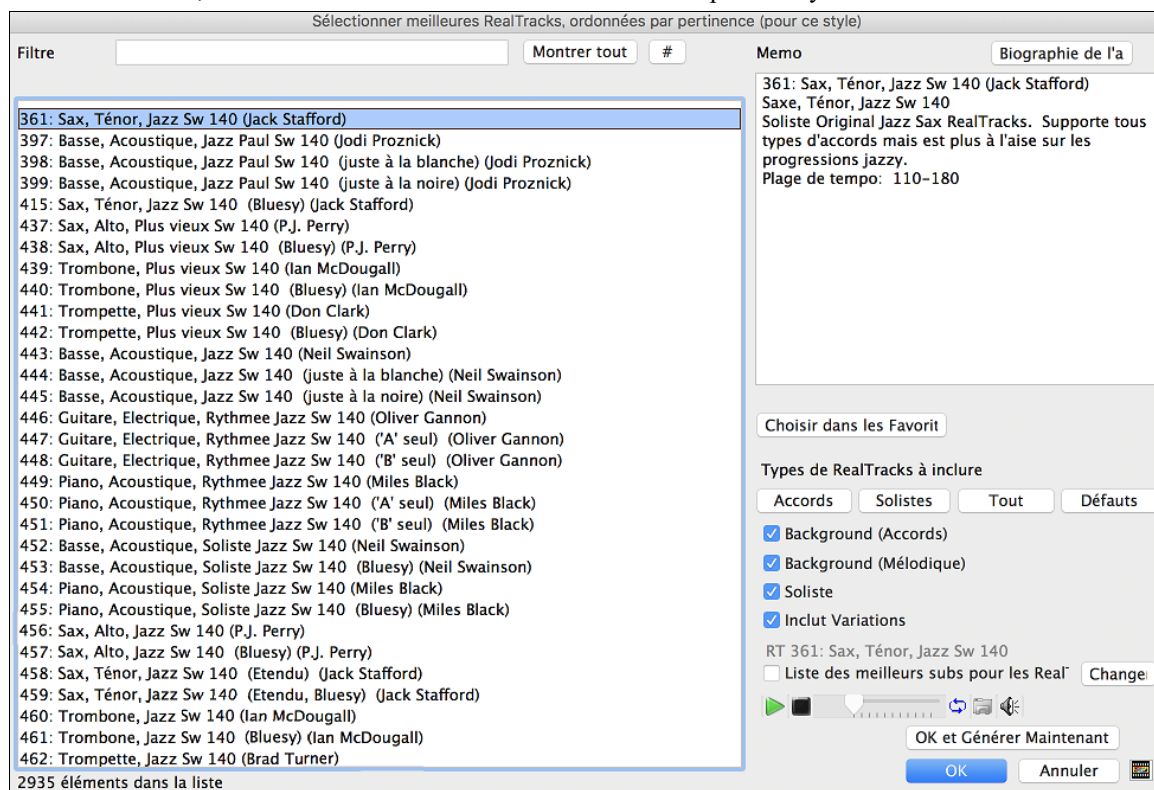 Sélectionner meilleures RealTracks, ordonnées par pertinence (pour ce style)
Filtre
Montrer tout
#
Memo
Biographie de l'a
361: Sax, Ténor, Jazz Sw 140 (Jack Stafford)
397: Basse, Acoustique, Jazz Paul Sw 140 (Jodi Proznick)
398: Basse, Acoustique, Jazz Paul Sw 140 (juste à la blanche) (Jodi Proznick)
399: Basse, Acoustique, Jazz Paul Sw 140 (juste à la noire) (Jodi Proznick)
415: Sax, Ténor, Jazz Sw 140 (Bluesy) (Jack Stafford)
437: Sax, Alto, Plus vieux Sw 140 (P.J. Perry)
438: Sax, Alto, Plus vieux Sw 140 (Bluesy) (P.J. Perry)
439: Trombone, Plus vieux Sw 140 (Ian McDougall)
440: Trombone, Plus vieux Sw 140 (Bluesy) (Ian McDougall)
441: Trompette, Plus vieux Sw 140 (Don Clark)
442: Trompette, Plus vieux Sw 140 (Bluesy) (Don Clark)
443: Basse, Acoustique, Jazz Sw 140 (Neil Swainson)
444: Basse, Acoustique, Jazz Sw 140 (juste à la blanche) (Neil Swainson)
445: Basse, Acoustique, Jazz Sw 140 (juste à la noire) (Neil Swainson)
446: Guitare, Electrique, Rythmee Jazz Sw 140 (Oliver Gannon)
447: Guitare, Electrique, Rythmee Jazz Sw 140 ('A' seul) (Oliver Gannon)
448: Guitare, Electrique, Rythmee Jazz Sw 140 ('B' seul) (Oliver Gannon)
449: Piano, Acoustique, Rythmee Jazz Sw 140 (Miles Black)
450: Piano, Acoustique, Rythmee Jazz Sw 140 ('A' seul) (Miles Black)
451: Piano, Acoustique, Rythmee Jazz Sw 140 ('B' seul) (Miles Black)
452: Basse, Acoustique, Soliste Jazz Sw 140 (Neil Swainson)
453: Basse, Acoustique, Soliste Jazz Sw 140 (Bluesy) (Neil Swainson)
454: Piano, Acoustique, Soliste Jazz Sw 140 (Miles Black)
455: Piano, Acoustique, Soliste Jazz Sw 140 (Bluesy) (Miles Black)
456: Sax, Alto, Jazz Sw 140 (P.J. Perry)
457: Sax, Alto, Jazz Sw 140 (Bluesy) (P.J. Perry)
458: Sax, Ténor, Jazz Sw 140 (Etendu) (Jack Stafford)
459: Sax, Ténor, Jazz Sw 140 (Etendu, Bluesy) (Jack Stafford)
460: Trombone, Jazz Sw 140 (Ian McDougall)
461: Trombone, Jazz Sw 140 (Bluesy) (Ian McDougall)
462: Trompette, Jazz Sw 140 (Brad Turner)
2935 éléments dans la liste
361: Sax, Ténor, Jazz Sw 140 (Jack Stafford)
Saxe, Ténor, Jazz Sw 140
Soliste Original Jazz Sax RealTracks. Supporte tous
types d'accords mais est plus à l'aise sur les
progressions jazzy.
Plage de tempo: 110-180
Choisir dans les Favorit
Types de RealTracks à inclure
Accords
Solistes
Tout
Défauts
Background (Accords)
Background (Mélodique)
Soliste
Inclut Variations
RT 361: Sax, Ténor, Jazz Sw 140
Liste des meilleurs subs pour les Real
Change
OK et Générer Maintenant
OK
Annuler